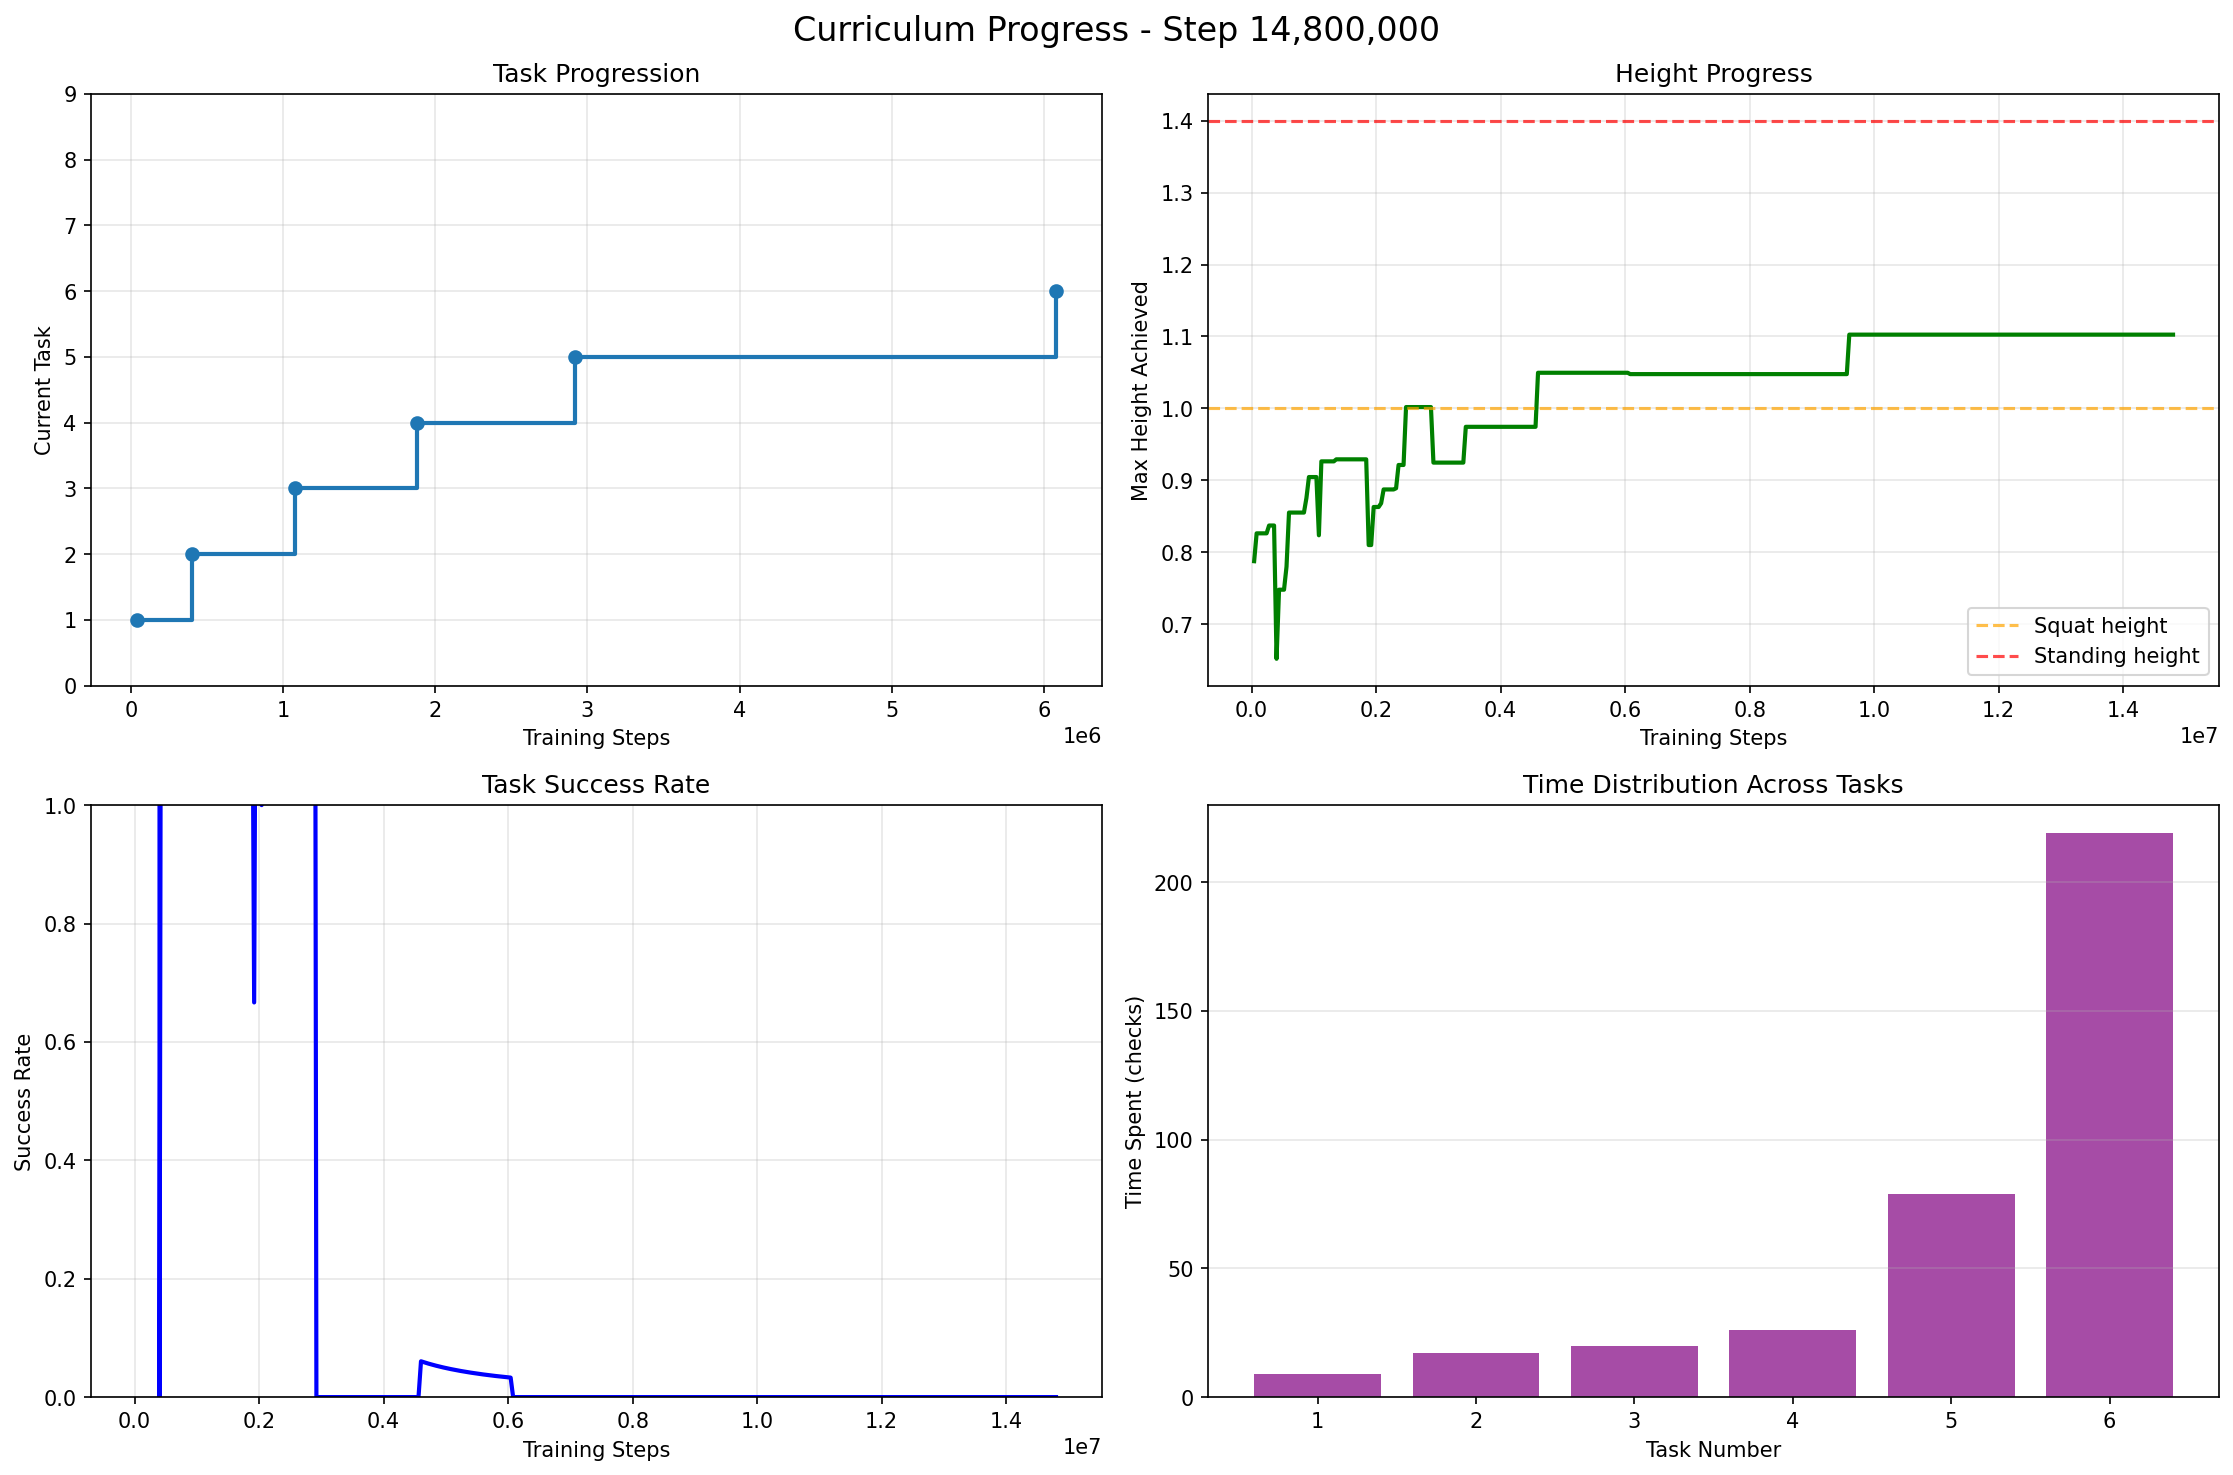 Curriculum Progress - Step 14,800,000
Task Progression
9
8
7
6
5
4
3
2
1
0
Current Task
0 1 2 3 4 5 6
1e6
Training Steps
Height Progress
1.4
1.3
1.2
1.1
1.0
0.9
0.8
0.7
Max Height Achieved
Squat height
Standing height
0.0 0.2 0.4 0.6 0.8 1.0 1.2 1.4
1e7
Training Steps
Task Success Rate
1.0
0.8
0.6
0.4
0.2
0.0
Success Rate
0.0 0.2 0.4 0.6 0.8 1.0 1.2 1.4
1e7
Training Steps
Time Distribution Across Tasks
200
150
100
50
0
Time Spent (checks)
1 2 3 4 5 6
Task Number